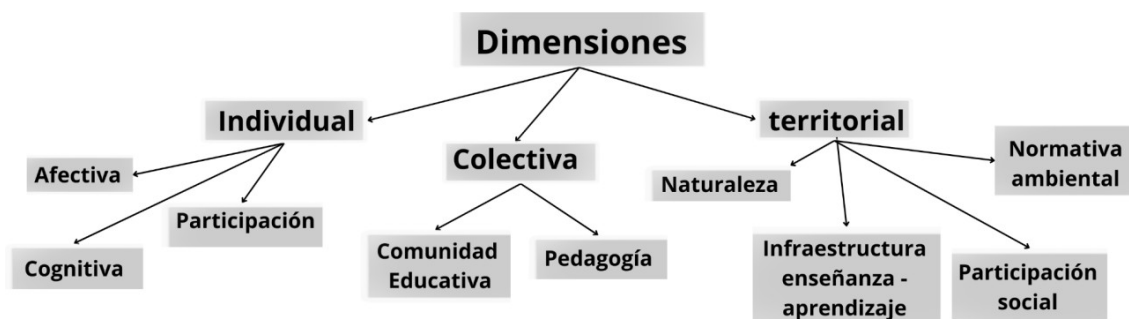 Dimensiones
Individual
Colectiva
territorial
Afectiva
Participación
Cognitiva
Comunidad
Educativa
Pedagogía
Naturaleza
Infraestructura
enseñanza -
aprendizaje
Participación
social
Normativa
ambiental